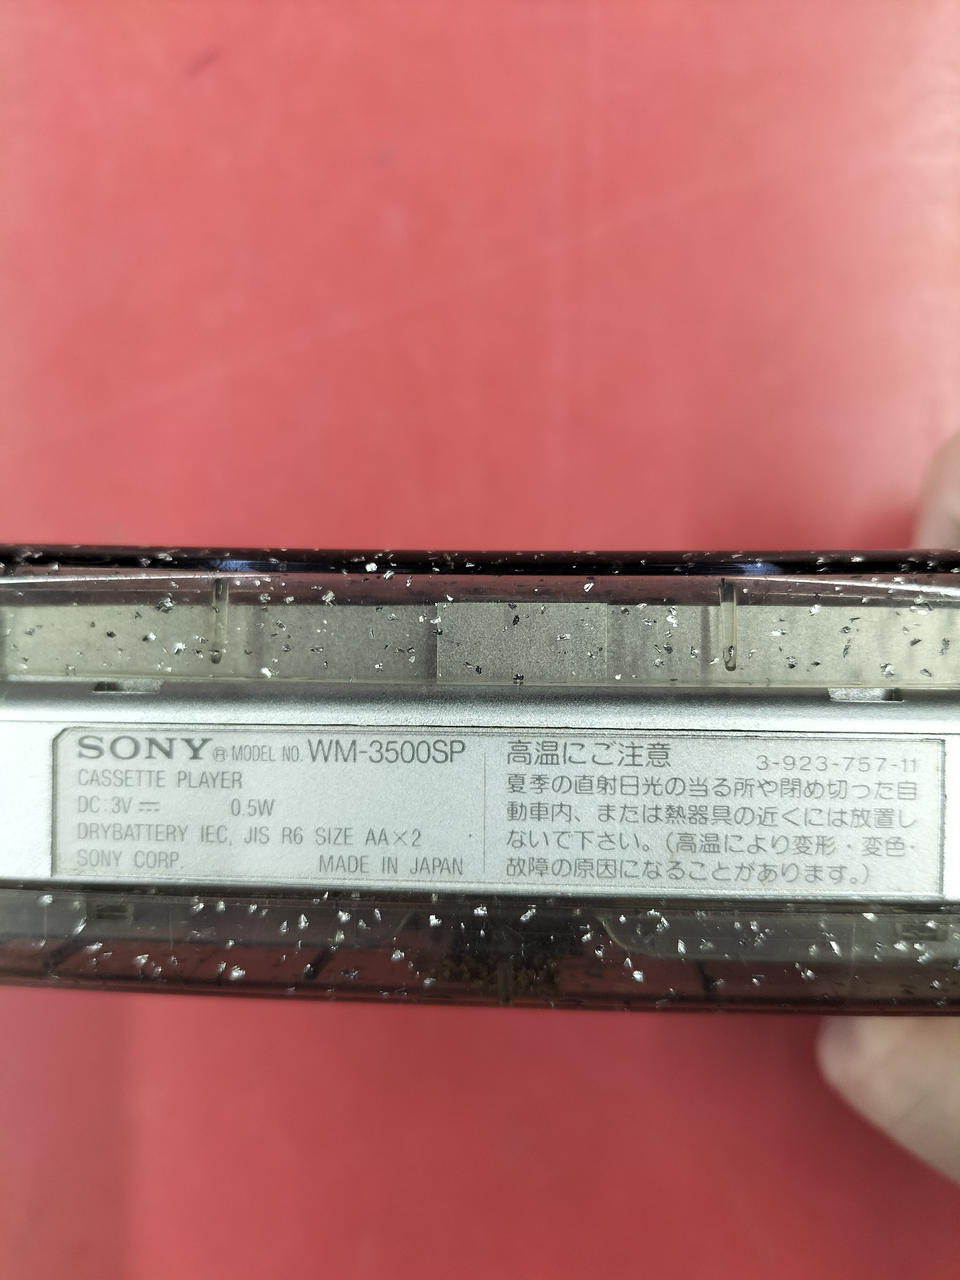 SONY® MODEL NO. WM-3500SP
CASSETTE PLAYER
DC 3V ⎓ 0.5W
DRYBATTERY IEC, JIS R6 SIZE AA×2
SONY CORP. MADE IN JAPAN
高温にご注意 3-923-757-11
夏季の直射日光の当る所や閉め切った自
動車内、または熱器具の近くには放置し
ないで下さい。(高温により変形・変色・
故障の原因になることがあります。)